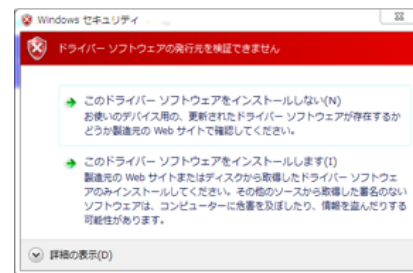 Windows セキュリティ
ドライバー ソフトウェアの発行元を検証できません
このドライバー ソフトウェアをインストールしない(N)
お使いのデバイス用の、更新されたドライバー ソフトウェアが存在するか
どうか製造元の Web サイトで確認してください。
このドライバー ソフトウェアをインストールします(I)
製造元の Web サイトまたはディスクから取得したドライバー ソフトウェ
アのみインストールしてください。その他のソースから取得した署名のない
ソフトウェアは、コンピューターに危害を及ぼしたり、情報を盗んだりする
可能性があります。
詳細の表示(D)